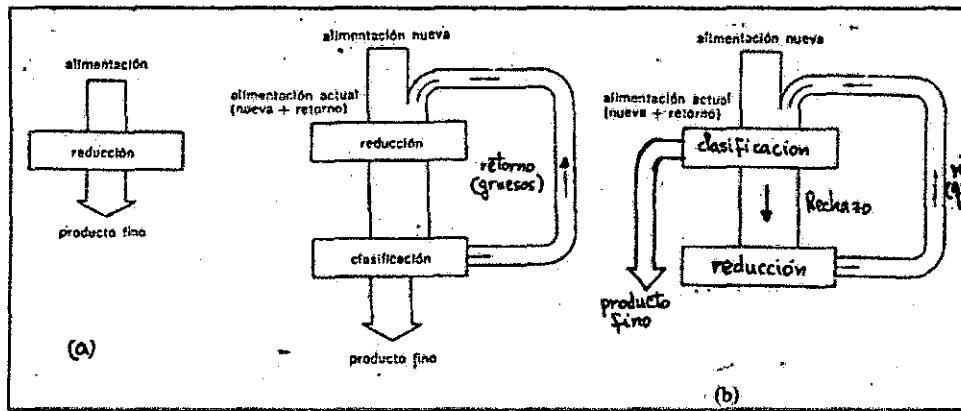 alimentación
reducción
producto fino
(a)
alimentación nueva
alimentación actual
(nueva + retorno)
reducción
retorno
(gruesos)
clasificación
producto fino
alimentación nueva
alimentación actual
(nueva + retorno)
clasificacion
Rechazo
reducción
producto
fino
(b)